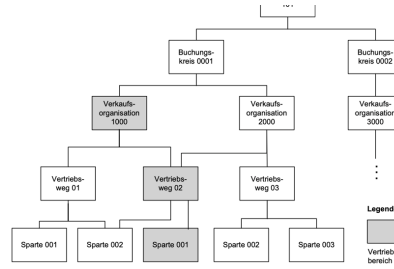 Buchungs-
kreis 0001
Buchungs-
kreis 0002
Verkaufs-
organisation
1000
Verkaufs-
organisation
2000
Verkaufs-
organisation
3000
Vertriebs-
weg 01
Vertriebs-
weg 02
Vertriebs-
weg 03
Legende
Sparte 001
Sparte 002
Sparte 001
Sparte 002
Sparte 003
Vertrieb
bereich